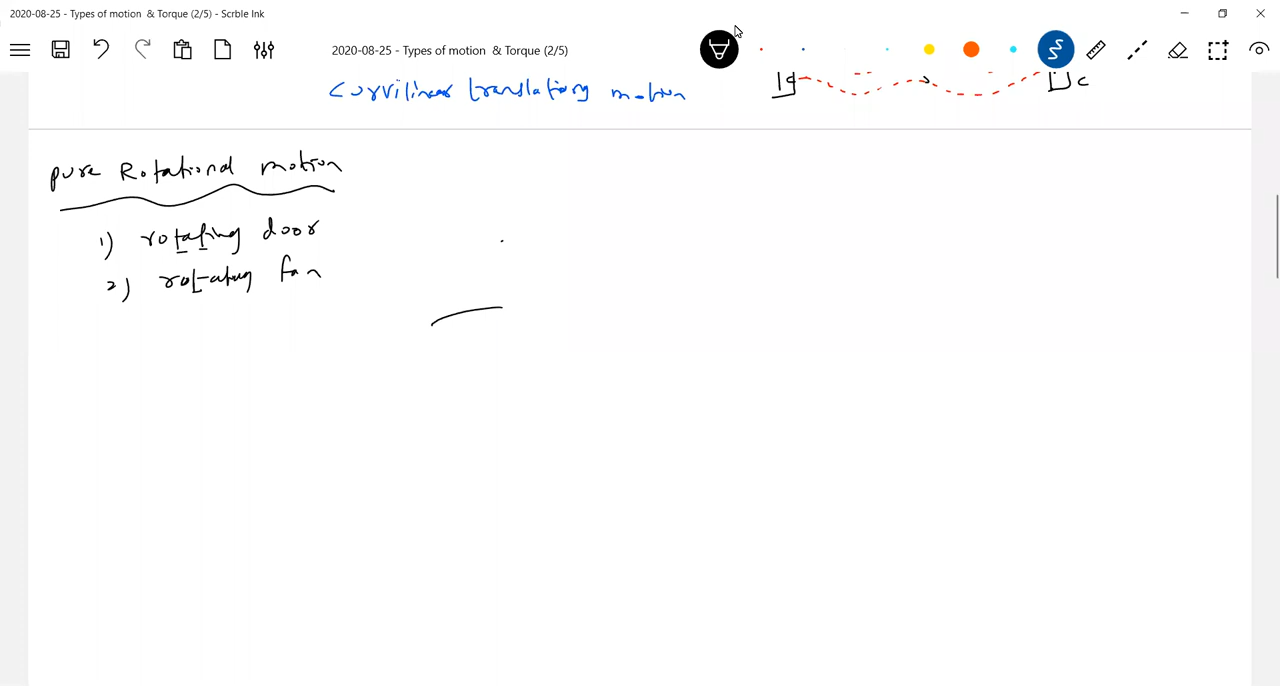 2020-08-25 - Types of motion & Torque (2/5) - Scrble Ink
2020-08-25 - Types of motion & Torque (2/5)
Curvilinear translationg motion
pure Rotational motion
1) rotating door
2) rotating fan